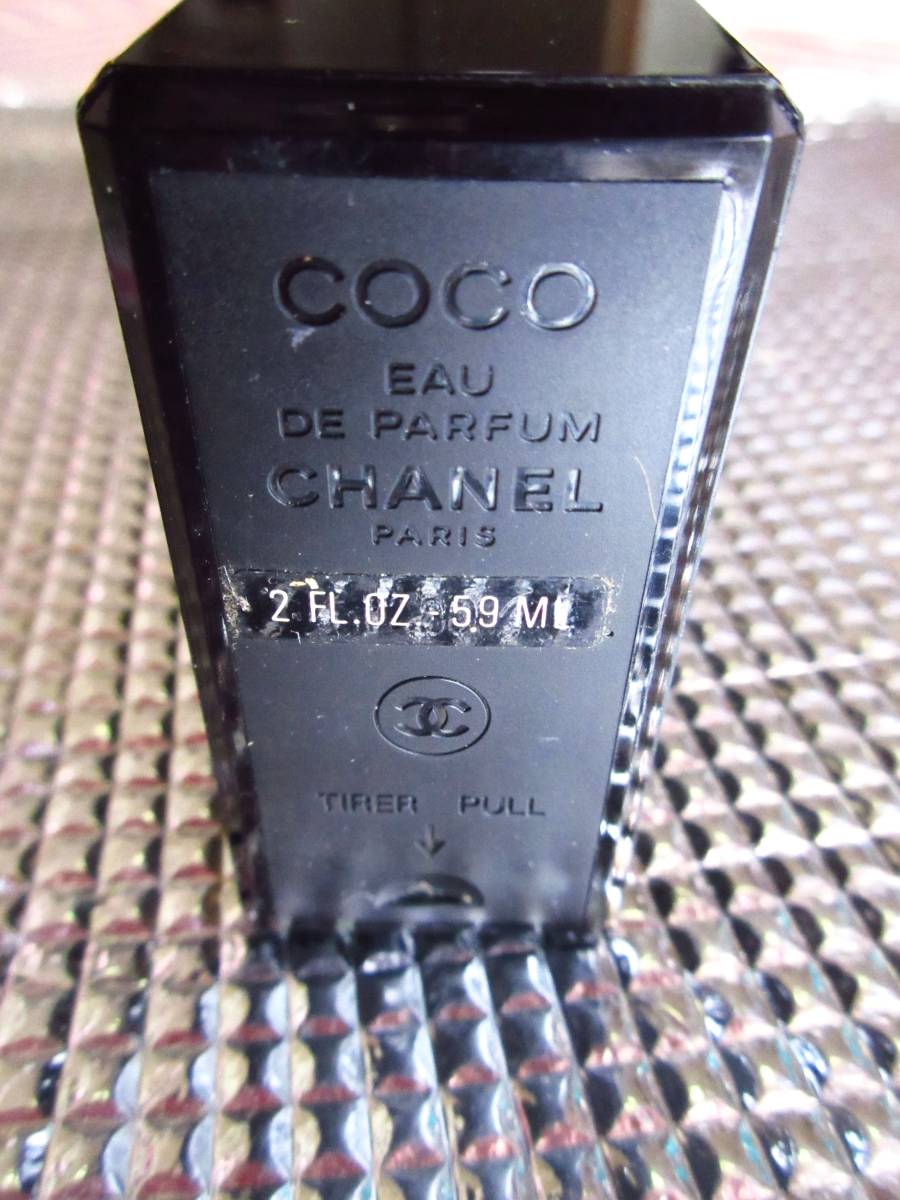 COCO
EAU
DE PARFUM
CHANEL
PARIS
2 FL.OZ - 59 ML
TIRER PULL
↓